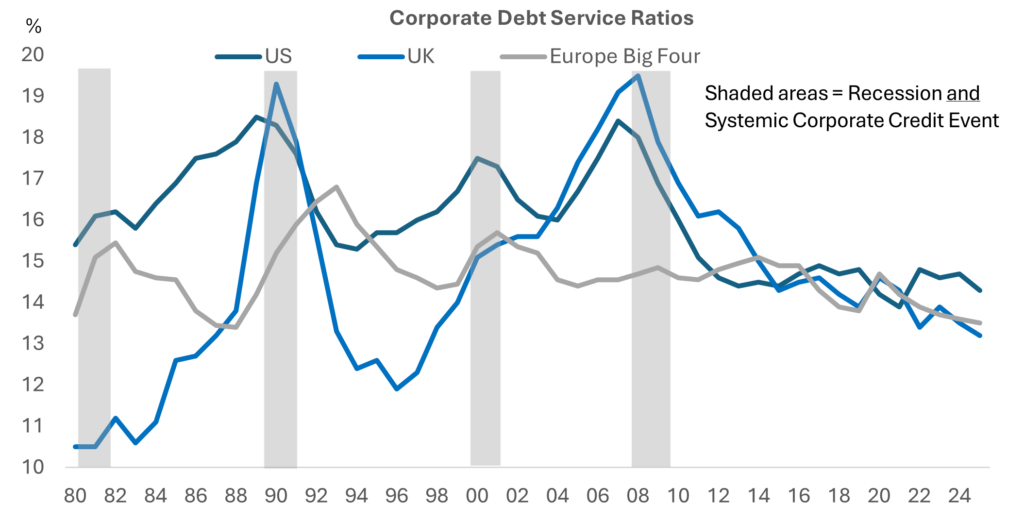 Corporate Debt Service Ratios
%
US UK Europe Big Four
Shaded areas = Recession and
Systemic Corporate Credit Event
20
19
18
17
16
15
14
13
12
11
10
80 82 84 86 88 90 92 94 96 98 00 02 04 06 08 10 12 14 16 18 20 22 24